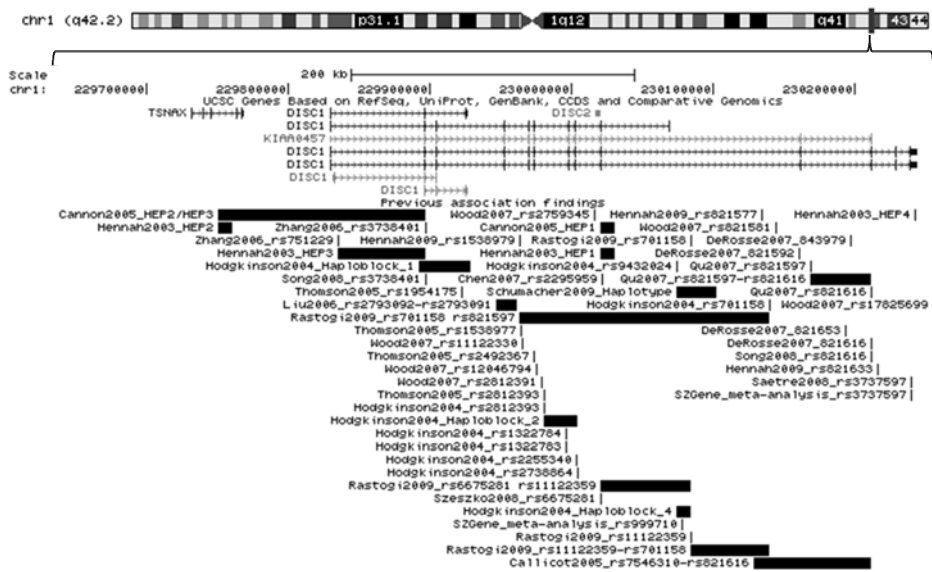 chr1 (q42.2) p31.1 1q12 q41 43 44
Scale 200 kb
chr1: 229700000 229800000 229900000 230000000 230100000 230200000
UCSC Genes Based on RefSeq, UniProt, GenBank, CCDS and Comparative Genomics
TSNAX DISC1 DISC2
DISC1
KIAA0457
DISC1
DISC1
DISC1
DISC1
Previous association findings
Cannon2005_HEP2/HEP3 Wood2007_rs2759345 Hennah2009_rs821577 Hennah2003_HEP4
Hennah2003_HEP2 Zhang2006_rs3738401 Cannon2005_HEP1 Wood2007_rs821581
Zhang2006_rs751229 Hennah2009_rs1538979 Rastogi2009_rs701158 DeRosse2007_843979
Hennah2003_HEP3 Hennah2003_HEP1 DeRosse2007_821592
Hodgkinson2004_Haploblock_1 Hodgkinson2004_rs9432024 Qu2007_rs821597
Song2008_rs3738401 Chen2007_rs2295959 Qu2007_rs821597-rs821616
Thomson2005_rs1954175 Schumacher2009_Haplotype Qu2007_rs821616
Liu2006_rs2793092-rs2793091 Hodgkinson2004_rs701158 Wood2007_rs17825699
Rastogi2009_rs701158 rs821597
Thomson2005_rs1538977 DeRosse2007_821653
Wood2007_rs11122330 DeRosse2007_821616
Thomson2005_rs2492367 Song2008_rs821616
Wood2007_rs12046794 Hennah2009_rs821633
Wood2007_rs2812391 Saetre2008_rs3737597
Thomson2005_rs2812393 SZGene_meta-analysis_rs3737597
Hodgkinson2004_rs2812393
Hodgkinson2004_Haploblock_2
Hodgkinson2004_rs1322784
Hodgkinson2004_rs1322783
Hodgkinson2004_rs2255340
Hodgkinson2004_rs2738864
Rastogi2009_rs6675281 rs11122359
Szeszko2008_rs6675281
Hodgkinson2004_Haploblock_4
SZGene_meta-analysis_rs999710
Rastogi2009_rs11122359
Rastogi2009_rs11122359-rs701158
Callicot2005_rs7546310-rs821616